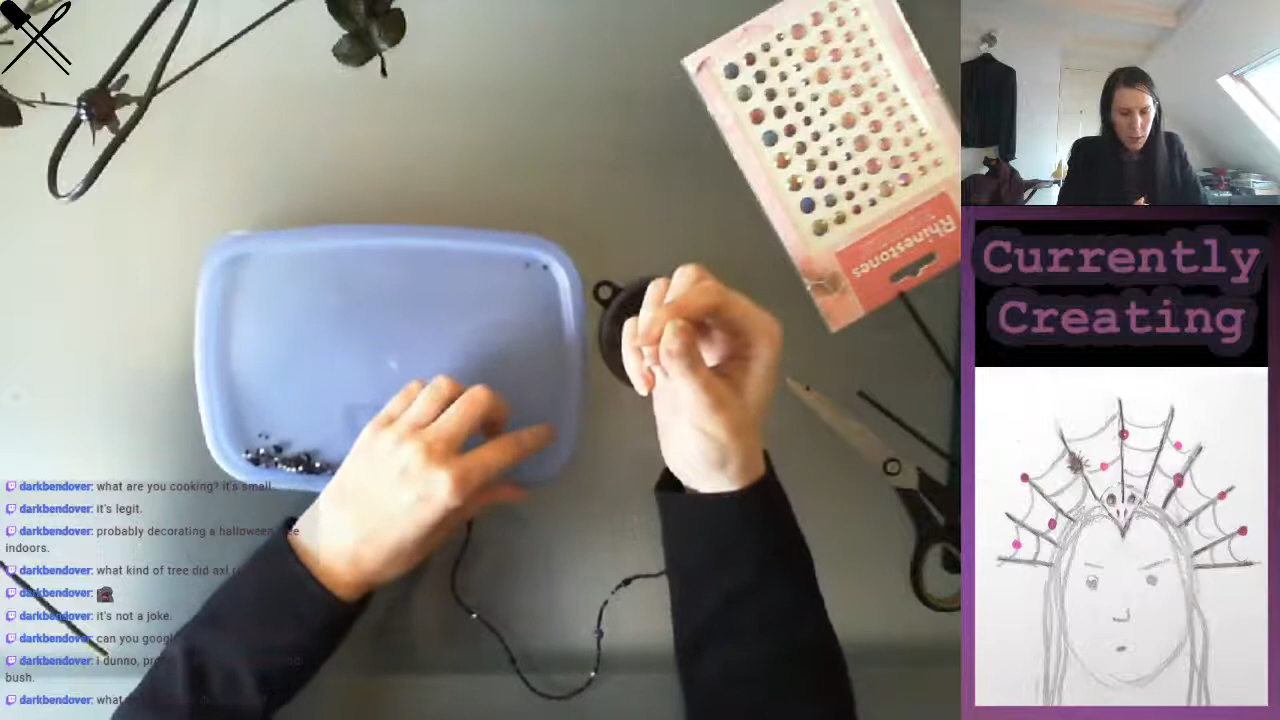 Rhinestones
Currently
Creating
darkbendover: what are you cooking? it's small.
darkbendover: it's legit.
darkbendover: probably decorating a halloween
indoors.
darkbendover: what kind of tree did axl
darkbendover:
darkbendover: it's not a joke.
darkbendover: can you
darkbendover: i dunno,
bush.
darkbendover: what